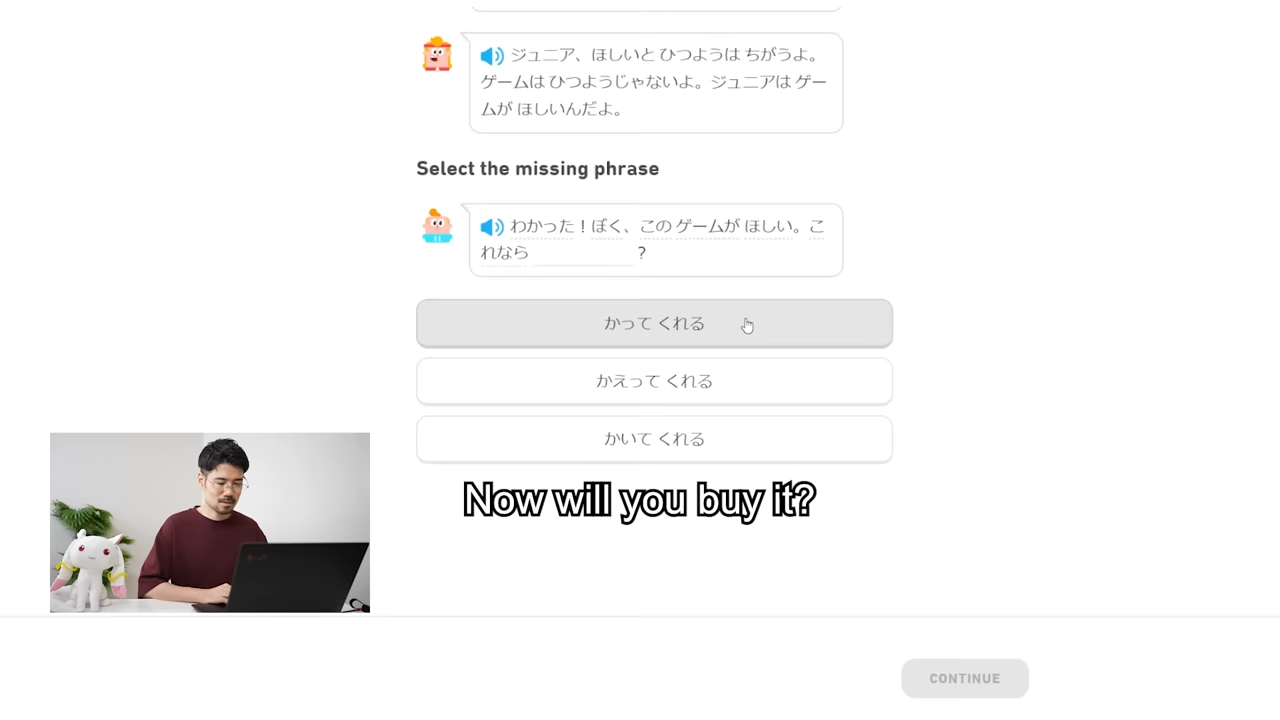 ジュニア、ほしいと ひつようは ちがうよ。
ゲームは ひつようじゃないよ。ジュニアは ゲー
ムが ほしいんだよ。
Select the missing phrase
わかった！ぼく、この ゲームが ほしい。こ
れなら ?
かって くれる
かえって くれる
かいて くれる
Now will you buy it?
CONTINUE